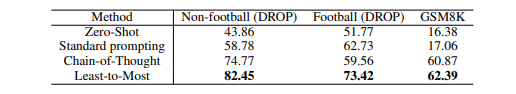 Method Non-football (DROP) Football (DROP) GSM8K
Zero-Shot 43.86 51.77 16.38
Standard prompting 58.78 62.73 17.06
Chain-of-Thought 74.77 59.56 60.87
Least-to-Most 82.45 73.42 62.39